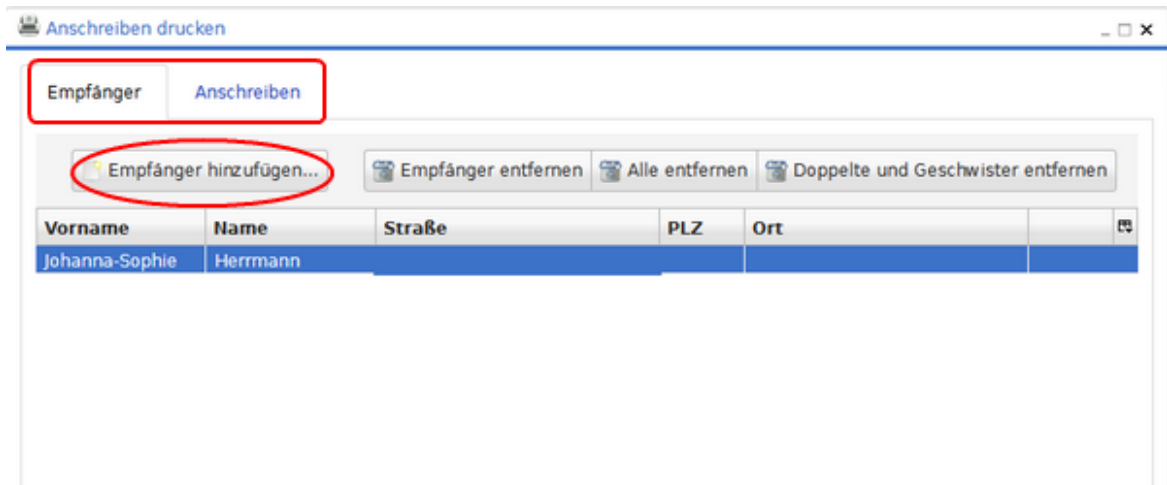 Anschreiben drucken
Empfänger Anschreiben
Empfänger hinzufügen... Empfänger entfernen Alle entfernen Doppelte und Geschwister entfernen
Vorname Name Straße PLZ Ort
Johanna-Sophie Herrmann